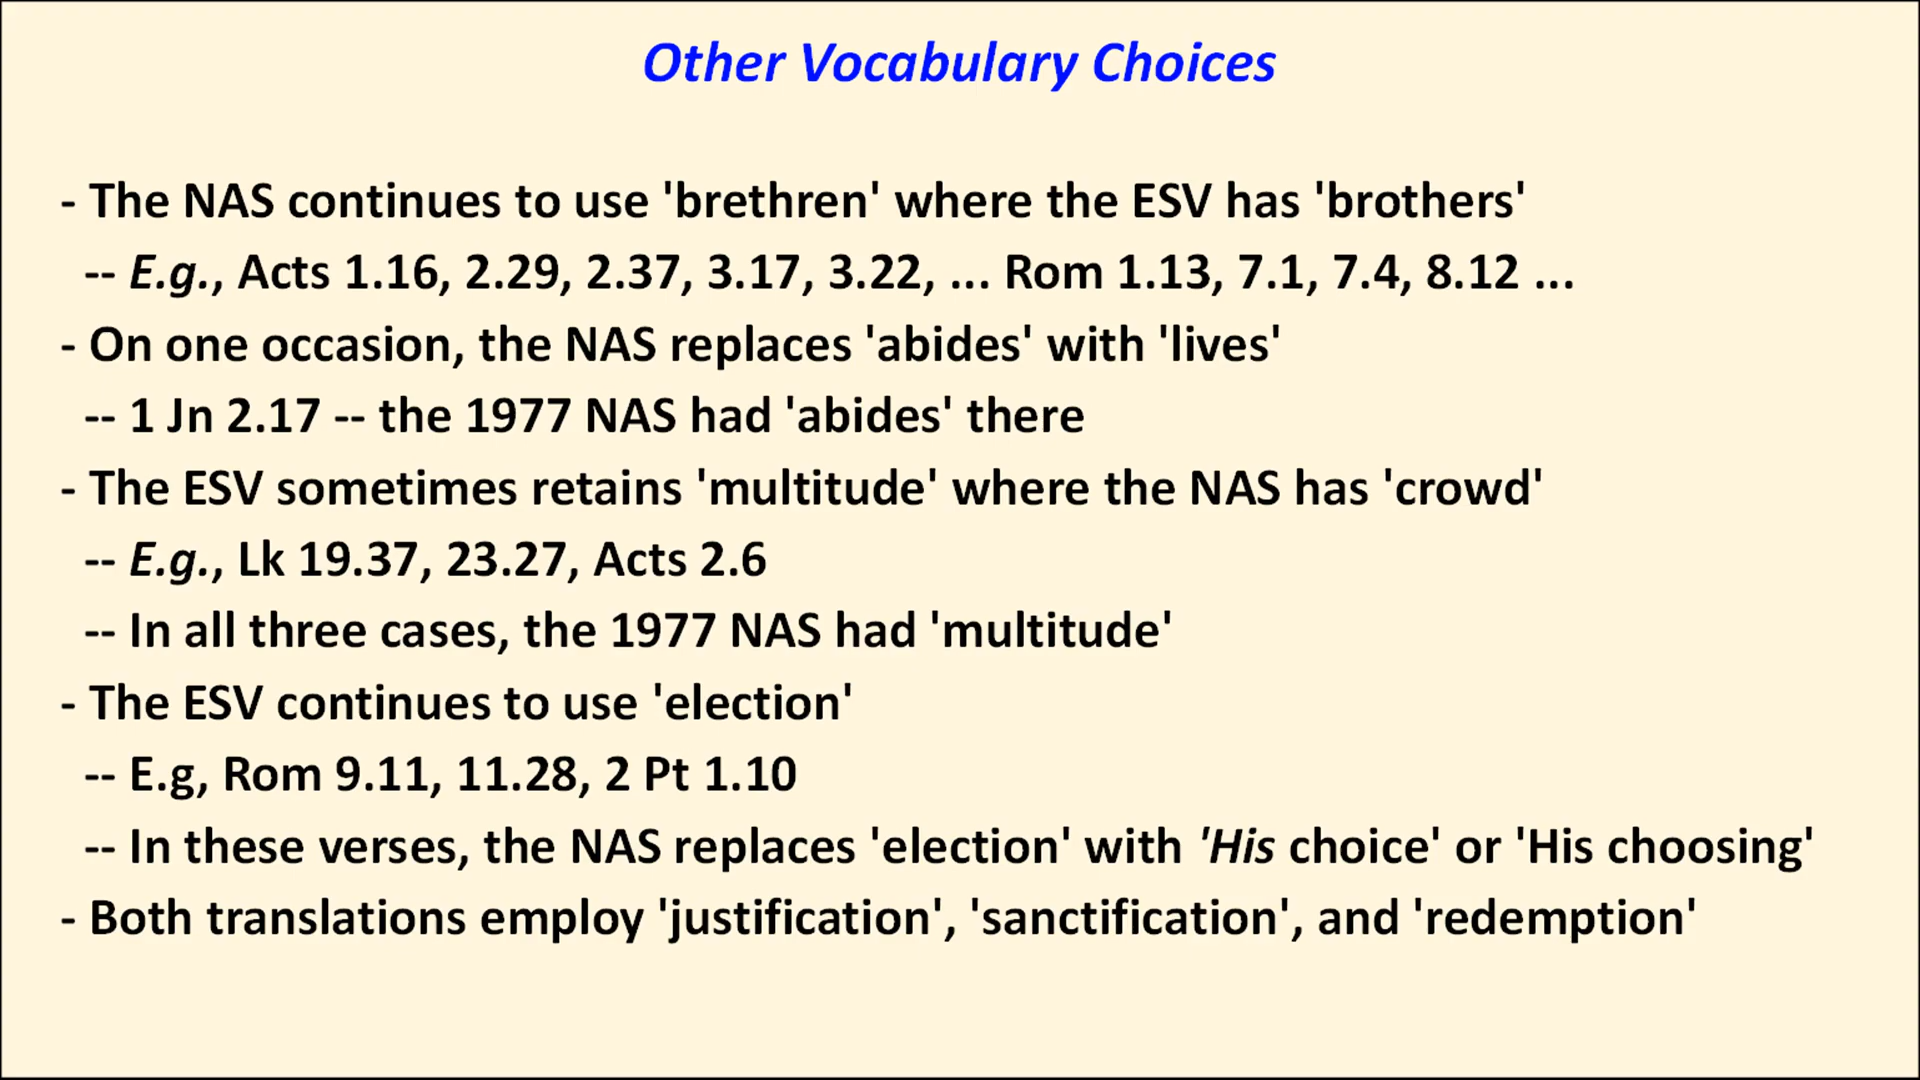 Other Vocabulary Choices
- The NAS continues to use 'brethren' where the ESV has 'brothers'
-- E.g., Acts 1.16, 2.29, 2.37, 3.17, 3.22, ... Rom 1.13, 7.1, 7.4, 8.12 ...
- On one occasion, the NAS replaces 'abides' with 'lives'
-- 1 Jn 2.17 -- the 1977 NAS had 'abides' there
- The ESV sometimes retains 'multitude' where the NAS has 'crowd'
-- E.g., Lk 19.37, 23.27, Acts 2.6
-- In all three cases, the 1977 NAS had 'multitude'
- The ESV continues to use 'election'
-- E.g, Rom 9.11, 11.28, 2 Pt 1.10
-- In these verses, the NAS replaces 'election' with 'His choice' or 'His choosing'
- Both translations employ 'justification', 'sanctification', and 'redemption'